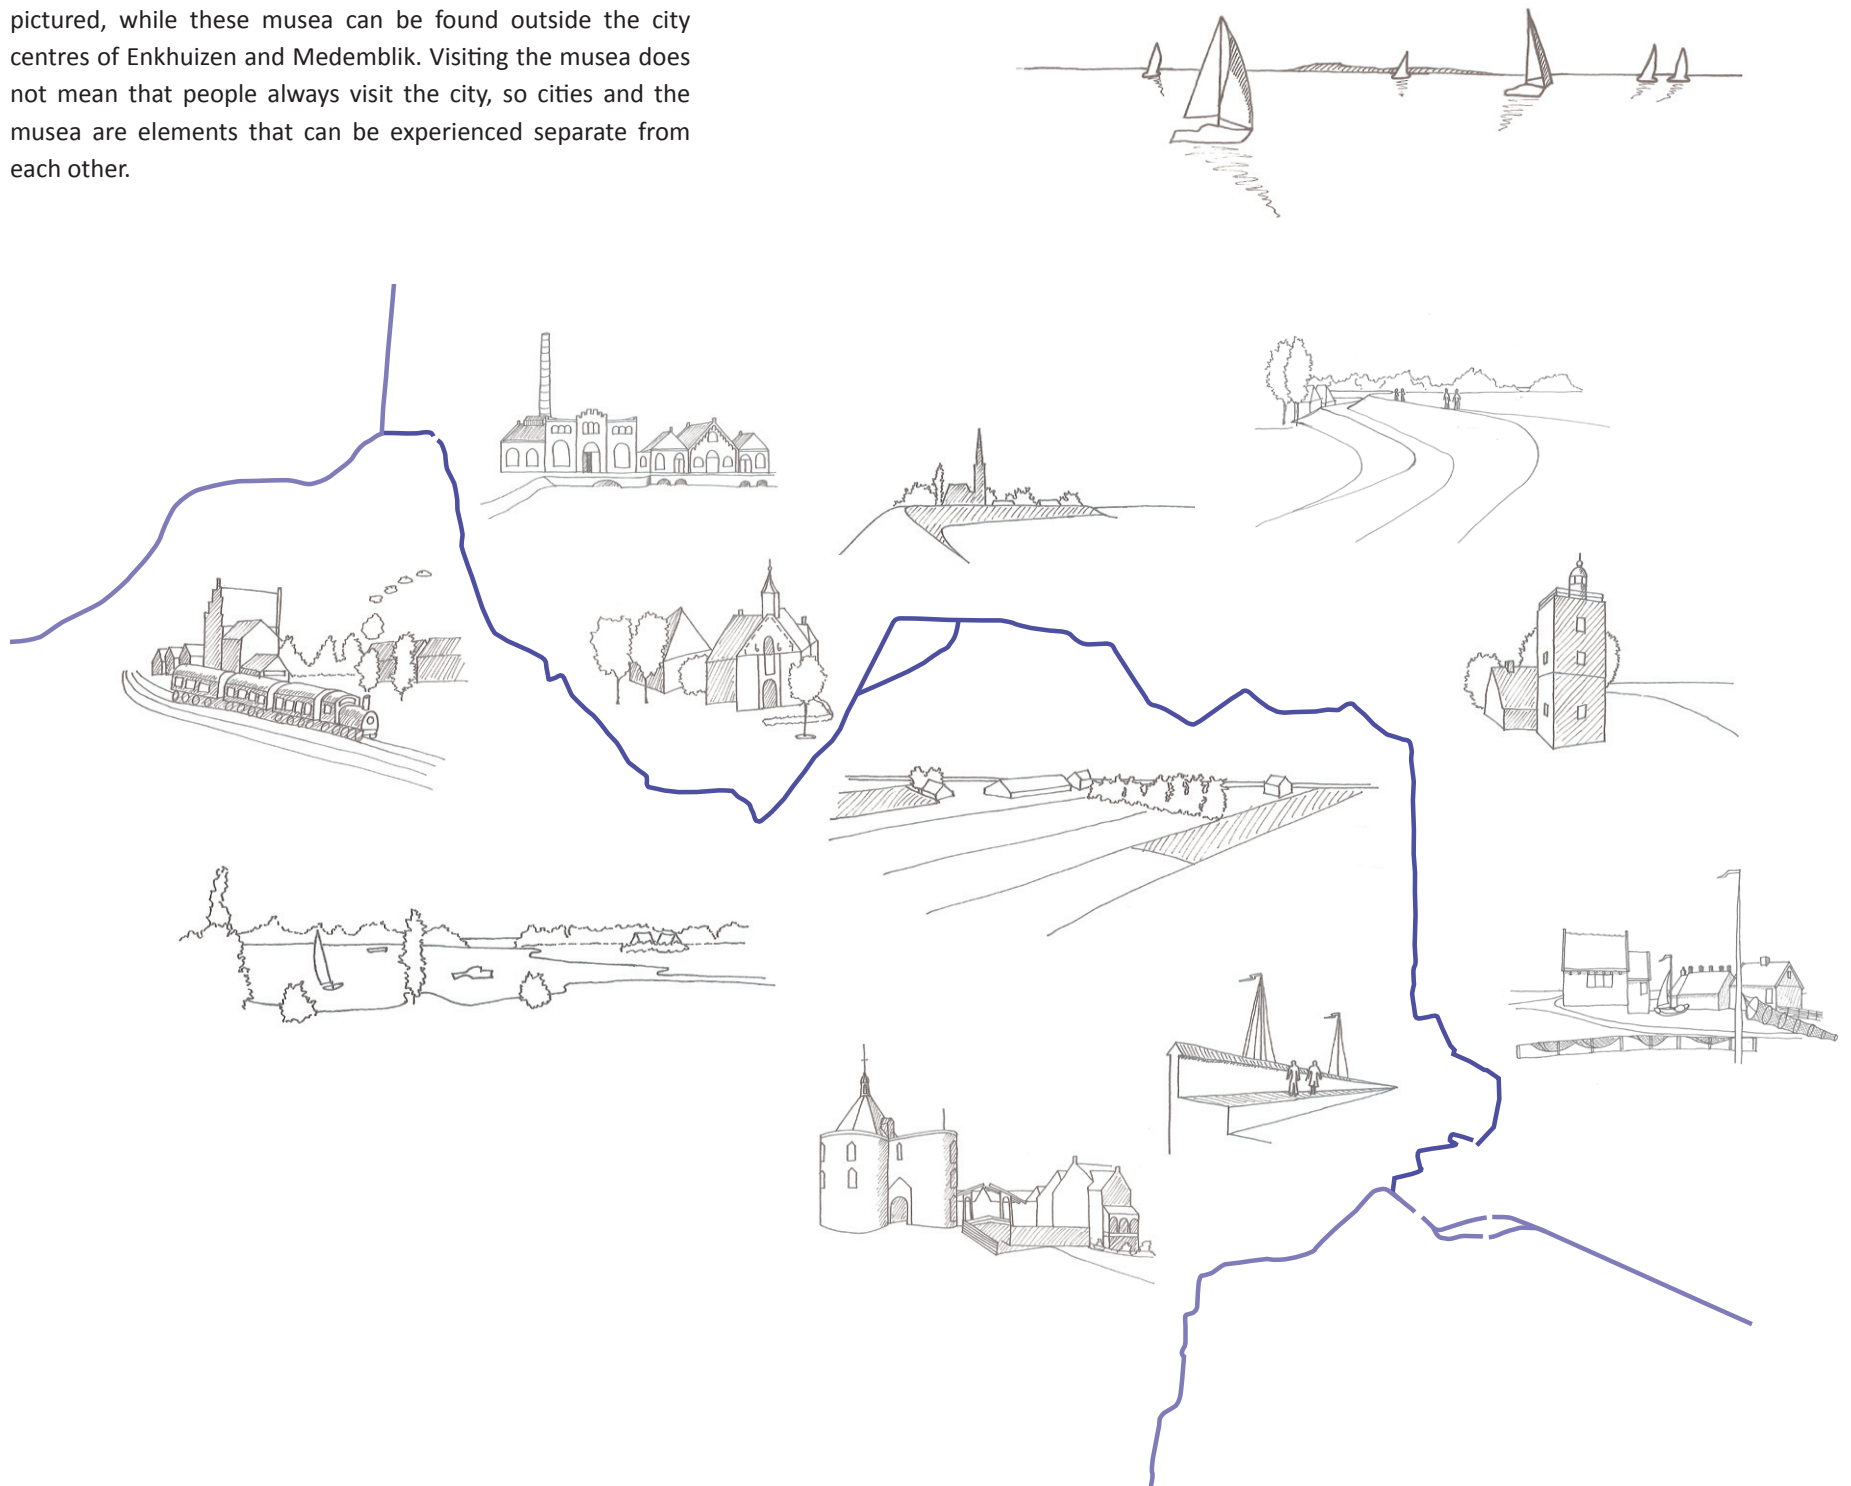 pictured, while these musea can be found outside the city
centres of Enkhuizen and Medemblik. Visiting the musea does
not mean that people always visit the city, so cities and the
musea are elements that can be experienced separate from
each other.